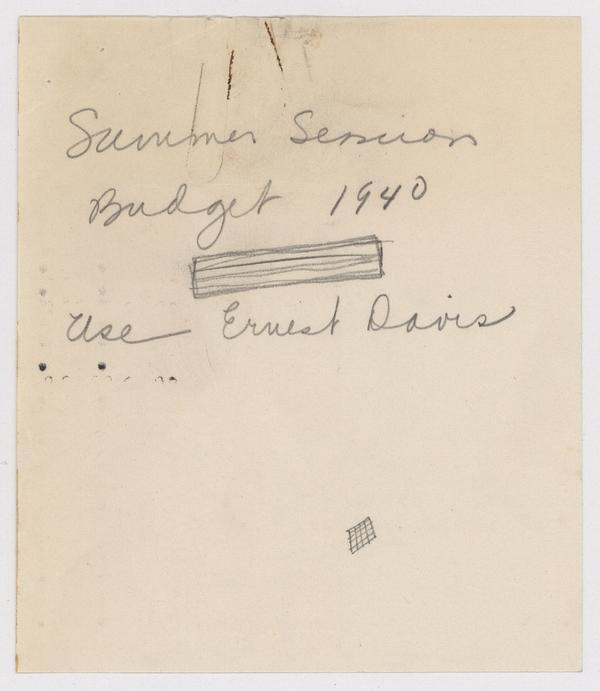 Summer Session
Budget 1940
Use Ernest Davis